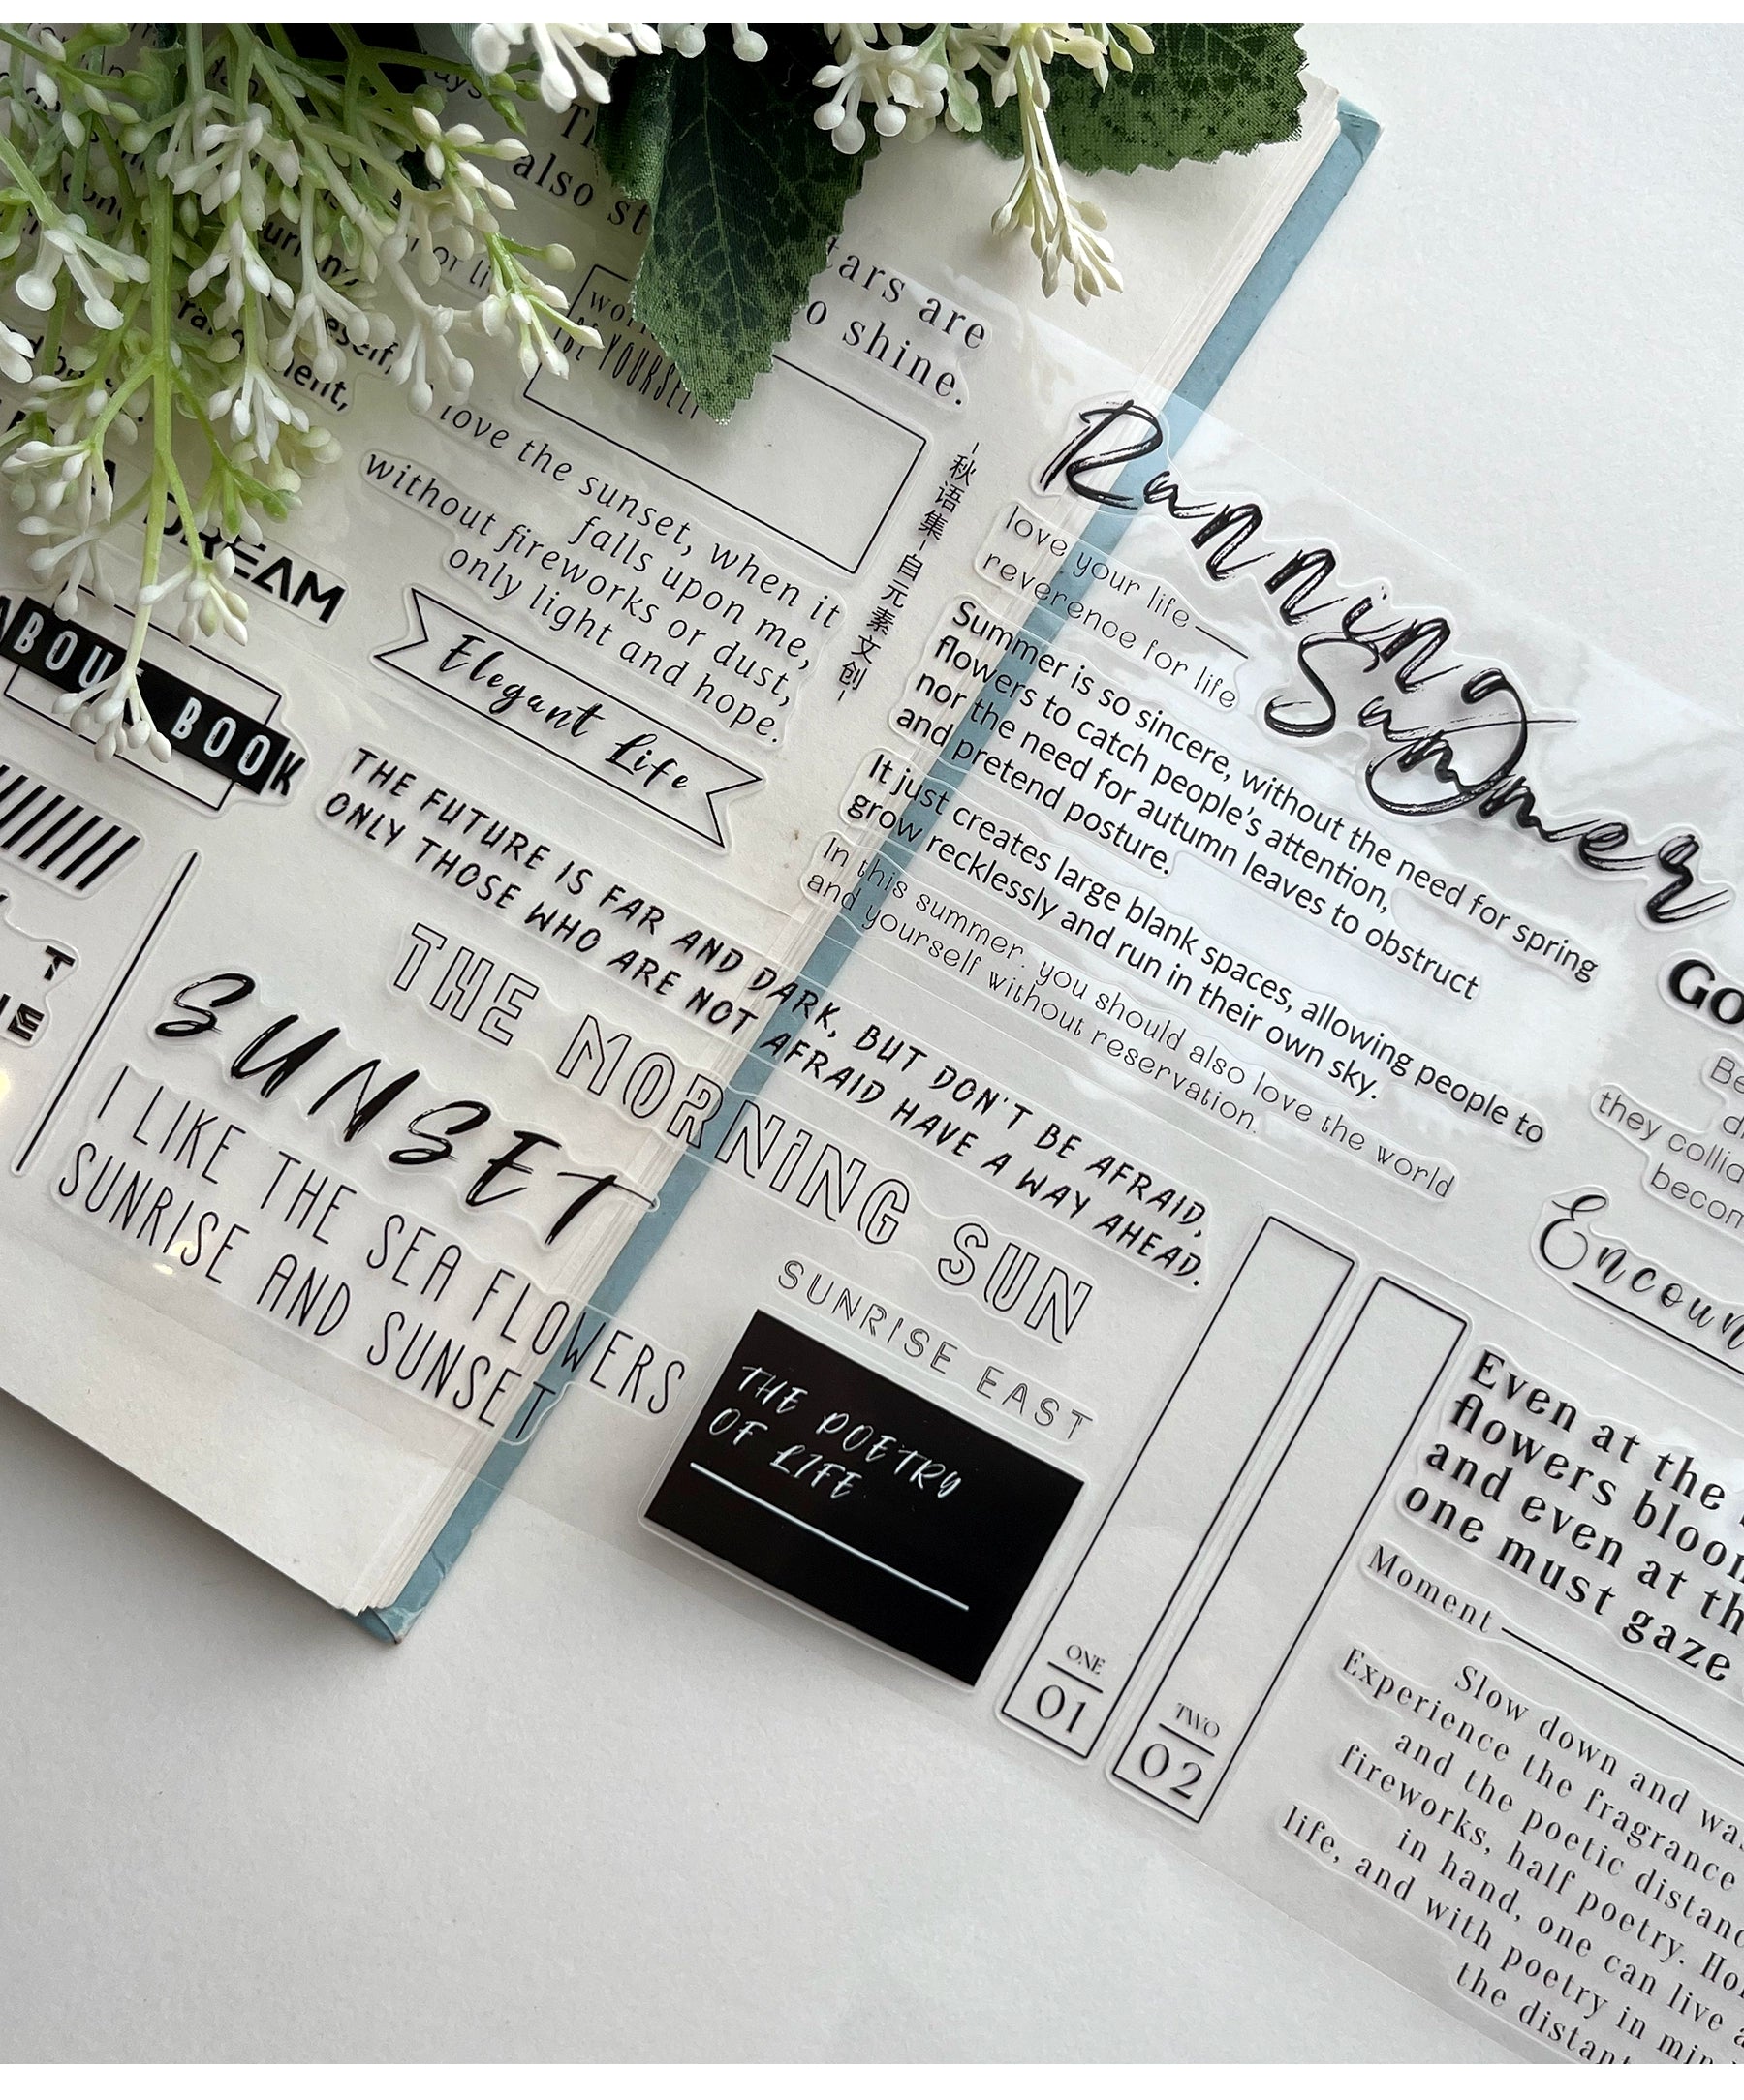 also st
tars are
o shine.
BE YOURSELF
love the sunset, when it
falls upon me,
without fireworks or dust,
only light and hope.
秋语集-自元素文创-
DREAM
ABOUT BOOK
Elegant Life
THE FUTURE IS FAR AND DARK, BUT DON'T BE AFRAID,
ONLY THOSE WHO ARE NOT AFRAID HAVE A WAY AHEAD.
THE MORNING SUN
SUNRISE EAST
SUNSET
I LIKE THE SEA FLOWERS
SUNRISE AND SUNSET
THE POETRY
OF LIFE
ONE
01
TWO
02
Running
Summer
love your life
reverence for life
Summer is so sincere, without the need for spring
flowers to catch people's attention,
nor the need for autumn leaves to obstruct
and pretend posture.
It just creates large blank spaces, allowing people to
grow recklessly and run in their own sky.
In this summer. you should also love the world
and yourself without reservation.
Go
Be
they collid
becom
Encoun
Even at the
flowers bloom
and even at th
one must gaze
Moment
Slow down and wa
Experience the fragrance
and the poetic distanc
fireworks, half poetry. Ho
in hand, one can live a
life, and with poetry in min
the distant